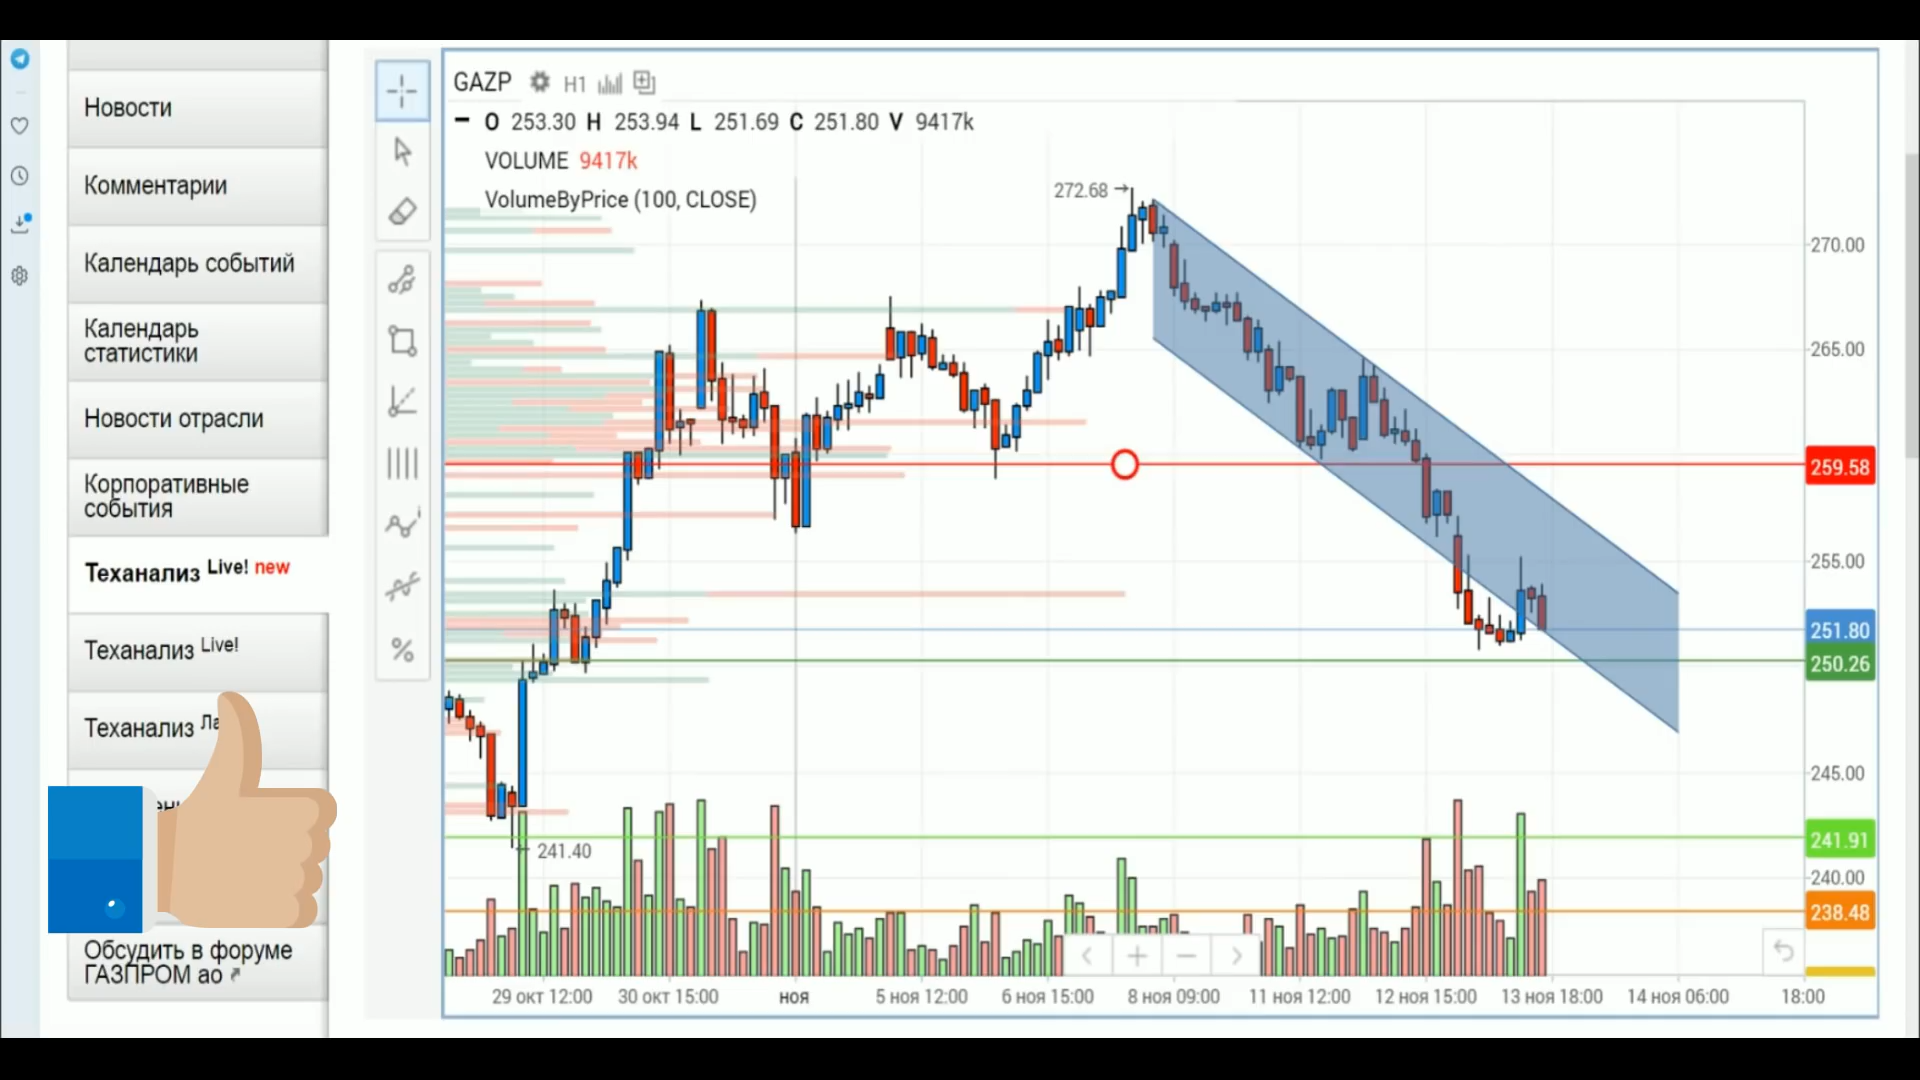 Новости
Комментарии
Календарь событий
Календарь
статистики
Новости отрасли
Корпоративные
события
Теханализ Live! new
Теханализ Live!
Теханализ
Обсудить в форуме
ГАЗПРОМ ао
GAZP H1
O 253.30 H 253.94 L 251.69 C 251.80 V 9417k
VOLUME 9417k
VolumeByPrice (100, CLOSE)
272.68
241.40
270.00
265.00
259.58
255.00
251.80
250.26
245.00
241.91
240.00
238.48
29 окт 12:00 30 окт 15:00 ноя 5 ноя 12:00 6 ноя 15:00 8 ноя 09:00 11 ноя 12:00 12 ноя 15:00 13 ноя 18:00 14 ноя 06:00 18:00